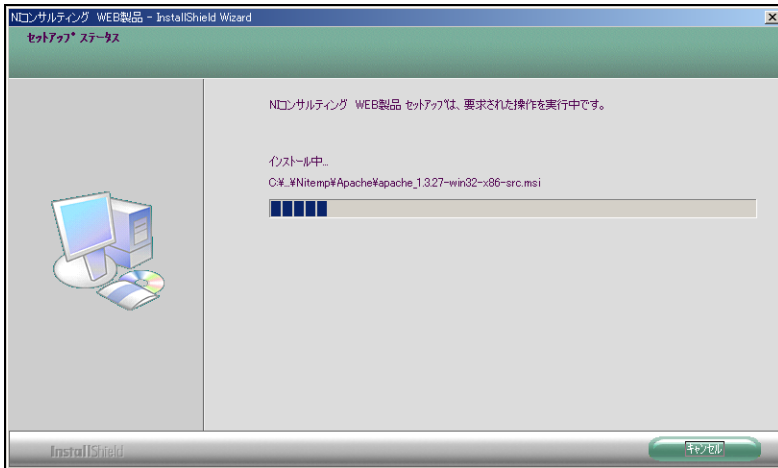 NIコンサルティング WEB製品 - InstallShield Wizard
セットアップ ステータス
NIコンサルティング WEB製品 セットアップは、要求された操作を実行中です。
インストール中...
C:¥...¥Nitemp¥Apache¥apache_1.3.27-win32-x86-src.msi
InstallShield
キャンセル